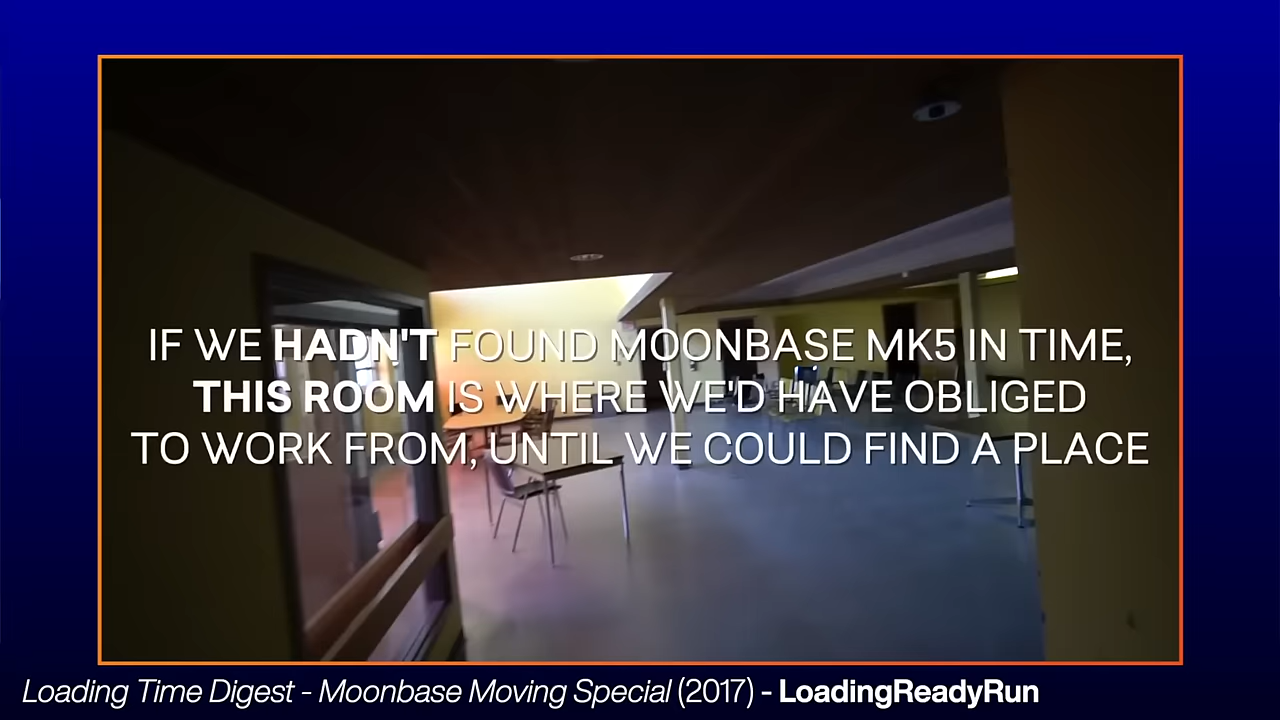 IF WE HADN'T FOUND MOONBASE MK5 IN TIME,
THIS ROOM IS WHERE WE'D HAVE OBLIGED
TO WORK FROM, UNTIL WE COULD FIND A PLACE
Loading Time Digest - Moonbase Moving Special (2017) - LoadingReadyRun